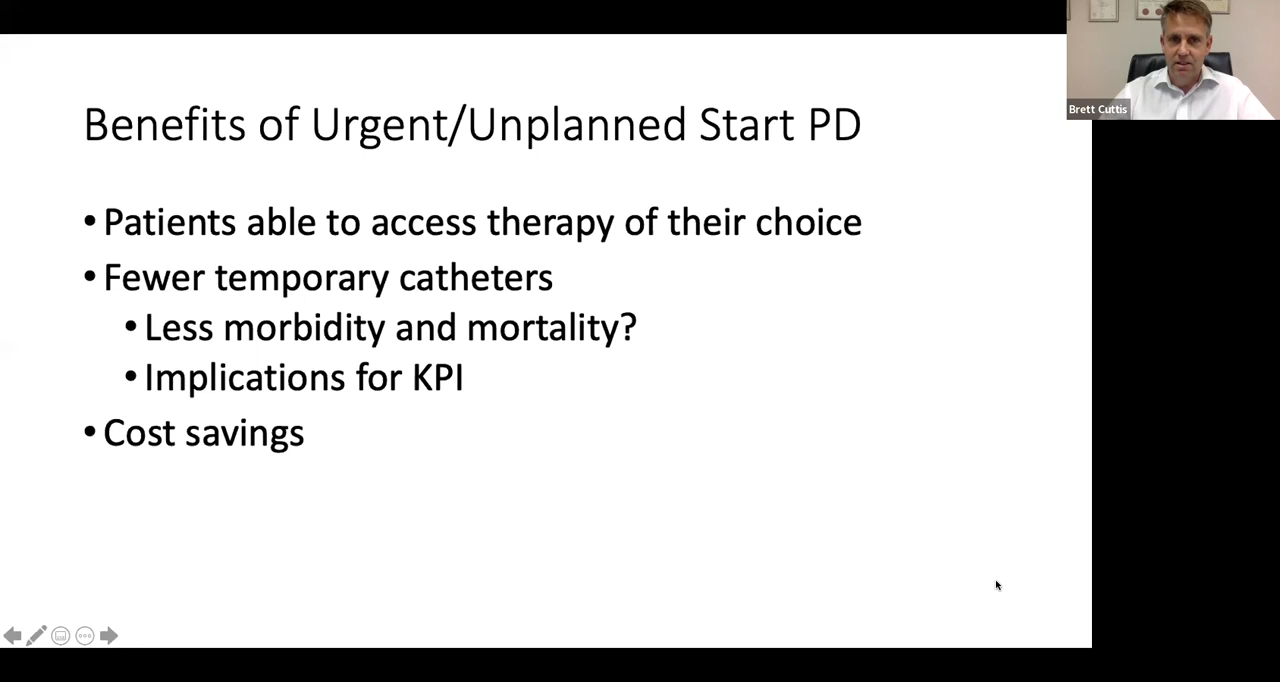 Benefits of Urgent/Unplanned Start PD
Brett Cuttis
• Patients able to access therapy of their choice
• Fewer temporary catheters
• Less morbidity and mortality?
• Implications for KPI
• Cost savings